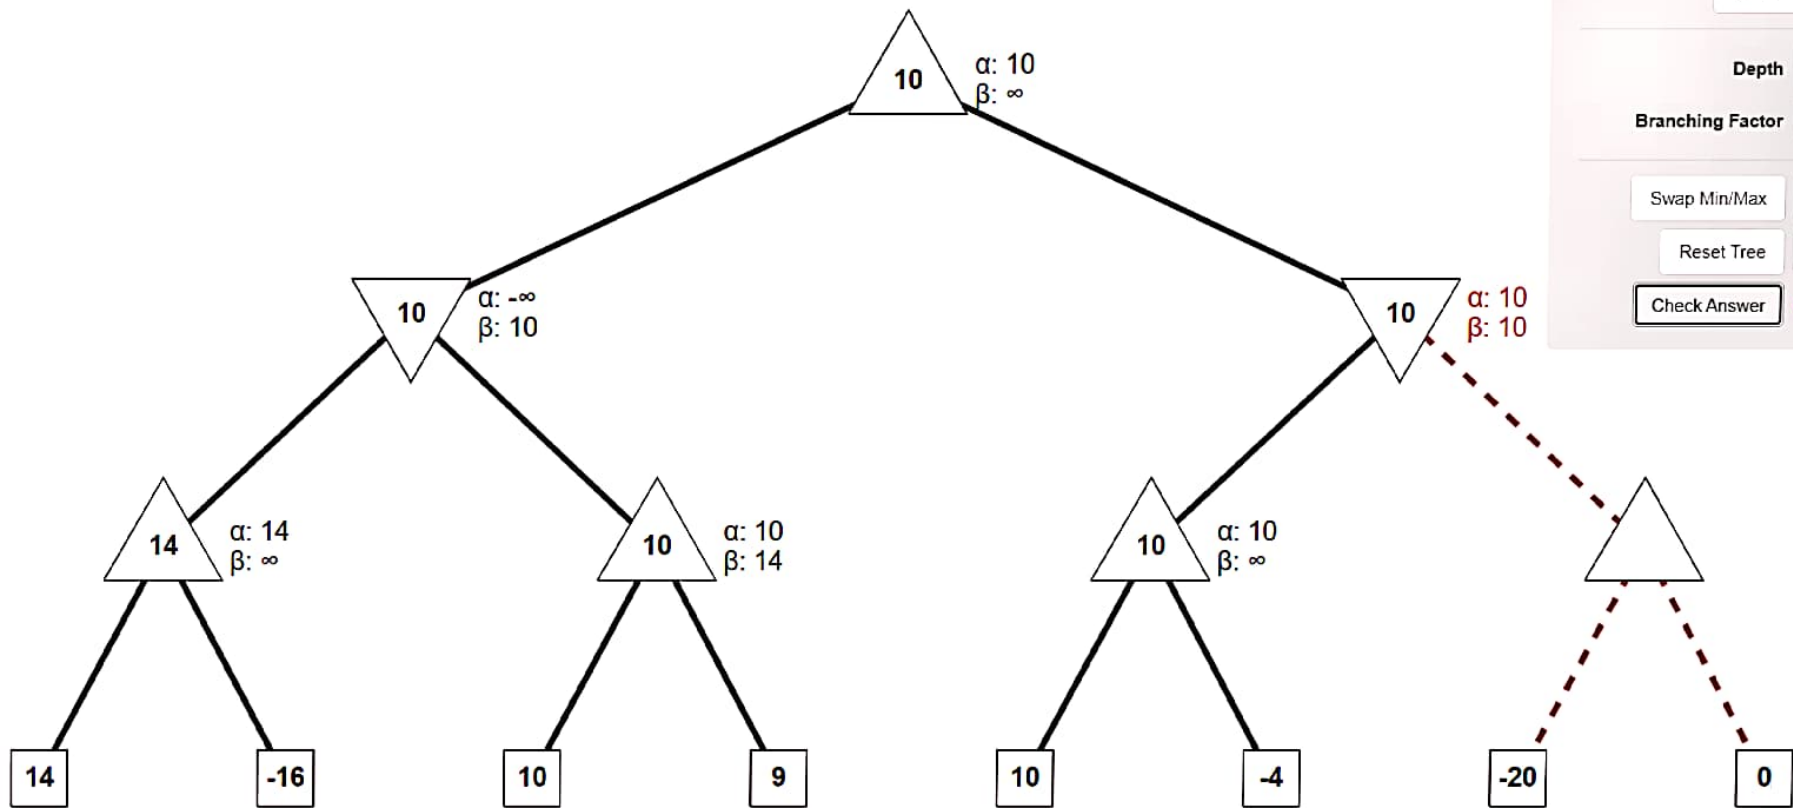 10
α: 10
β: ∞
Depth
Branching Factor
Swap Min/Max
Reset Tree
Check Answer
10
α: -∞
β: 10
10
α: 10
β: 10
14
α: 14
β: ∞
10
α: 10
β: 14
10
α: 10
β: ∞
14
-16
10
9
10
-4
-20
0